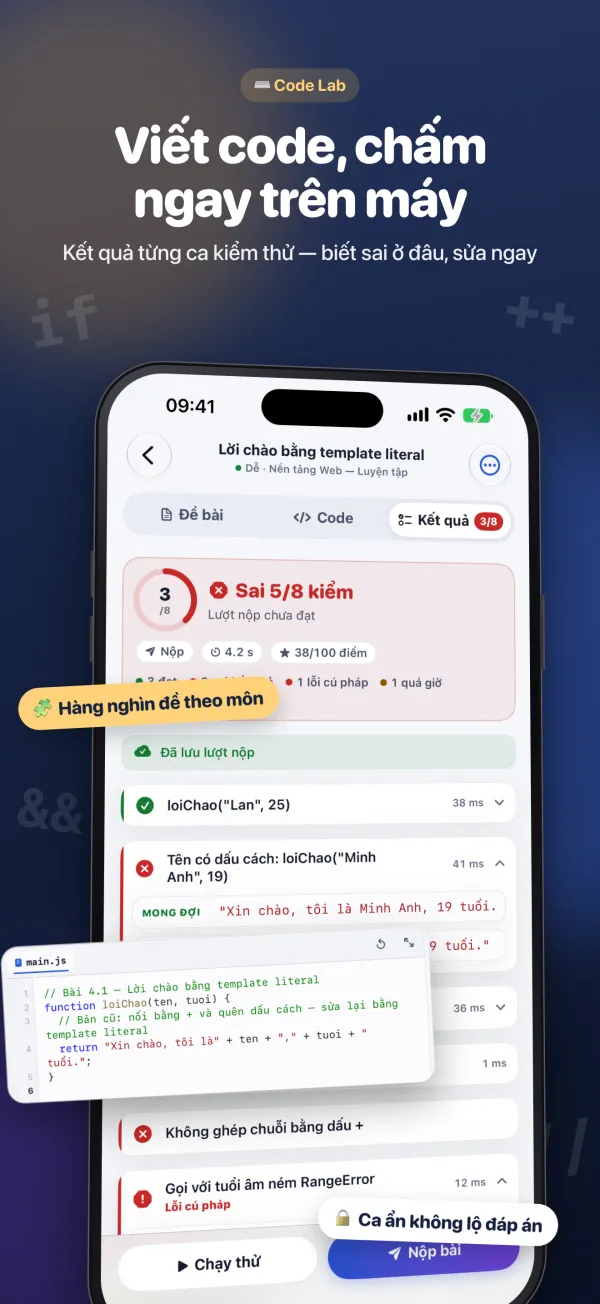 Code Lab
Viết code, chấm
ngay trên máy
Kết quả từng ca kiểm thử — biết sai ở đâu, sửa ngay
if
++
09:41
Lời chào bằng template literal
Dễ · Nền tảng Web — Luyện tập
Đề bài
</> Code
Kết quả 3/8
3
/8
Sai 5/8 kiểm
Lượt nộp chưa đạt
Nộp
4.2 s
38/100 điểm
1 lỗi cú pháp
1 quá giờ
Hàng nghìn đề theo môn
Đã lưu lượt nộp
&&
loiChao("Lan", 25)
38 ms
Tên có dấu cách: loiChao("Minh
Anh", 19)
41 ms
MONG ĐỢI "Xin chào, tôi là Minh Anh, 19 tuổi.
9 tuổi."
main.js
1 // Bài 4.1 — Lời chào bằng template literal
2 function loiChao(ten, tuoi) {
3 // Bản cũ: nối bằng + và quên dấu cách — sửa lại bằng
template literal
4 return "Xin chào, tôi là" + ten + "," + tuoi + "
tuổi.";
5 }
6
36 ms
1 ms
Không ghép chuỗi bằng dấu +
//
Gọi với tuổi âm ném RangeError
Lỗi cú pháp
12 ms
Ca ẩn không lộ đáp án
Chạy thử
Nộp bài